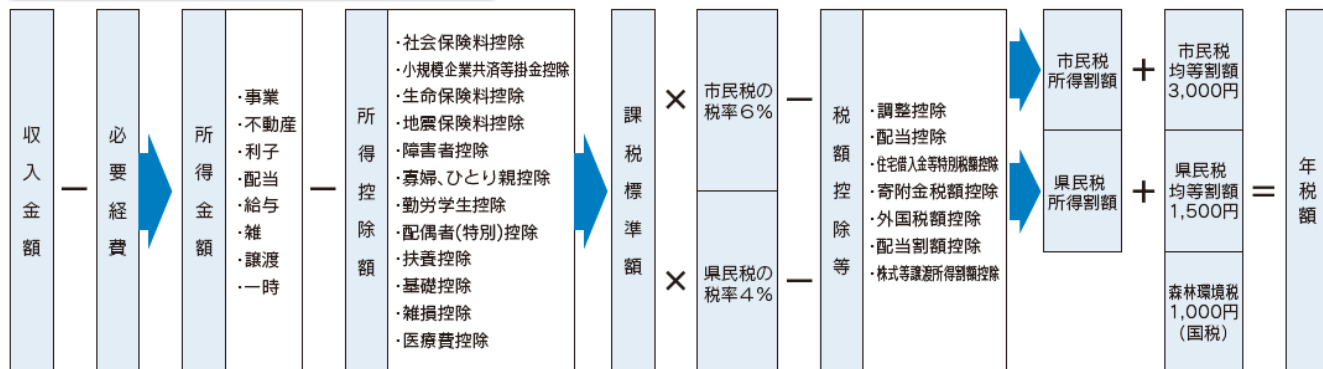 収入金額
−
必要経費
所得金額
・事業
・不動産
・利子
・配当
・給与
・雑
・譲渡
・一時
−
所得控除額
・社会保険料控除
・小規模企業共済等掛金控除
・生命保険料控除
・地震保険料控除
・障害者控除
・寡婦、ひとり親控除
・勤労学生控除
・配偶者(特別)控除
・扶養控除
・基礎控除
・雑損控除
・医療費控除
課税標準額
×
市民税の
税率6%
−
×
県民税の
税率4%
−
税額控除等
・調整控除
・配当控除
・住宅借入金等特別税額控除
・寄附金税額控除
・外国税額控除
・配当割額控除
・株式等譲渡所得割額控除
市民税
所得割額
+
市民税
均等割額
3,000円
県民税
所得割額
+
県民税
均等割額
1,500円
森林環境税
1,000円
(国税)
=
年税額